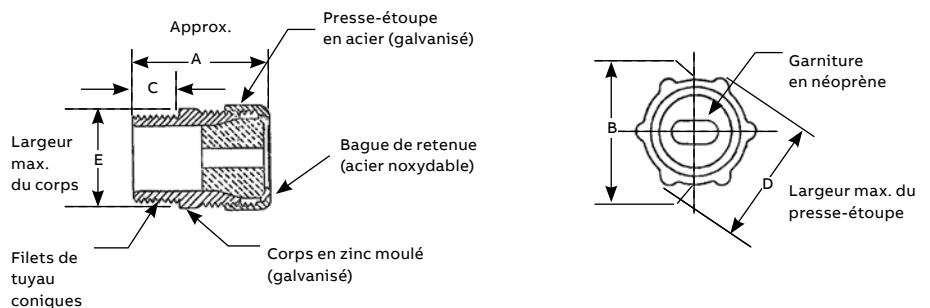 Approx.
A
C
Presse-étoupe
en acier (galvanisé)
Largeur
max.
du corps
E
Bague de retenue
(acier noxydable)
Filets de
tuyau
coniques
Corps en zinc moulé
(galvanisé)
Garniture
en néoprène
B
D
Largeur max. du
presse-étoupe